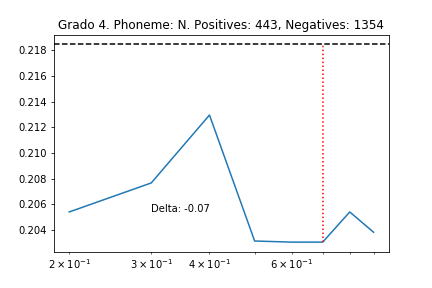 Grado 4. Phoneme: N. Positives: 443, Negatives: 1354
0.218
0.216
0.214
0.212
0.210
0.208
0.206
0.204
Delta: -0.07
2 × 10⁻¹ 3 × 10⁻¹ 4 × 10⁻¹ 6 × 10⁻¹